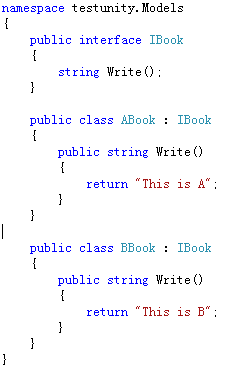 namespace testunity.Models
{
    public interface IBook
    {
        string Write();
    }

    public class ABook : IBook
    {
        public string Write()
        {
            return "This is A";
        }
    }

    public class BBook : IBook
    {
        public string Write()
        {
            return "This is B";
        }
    }
}